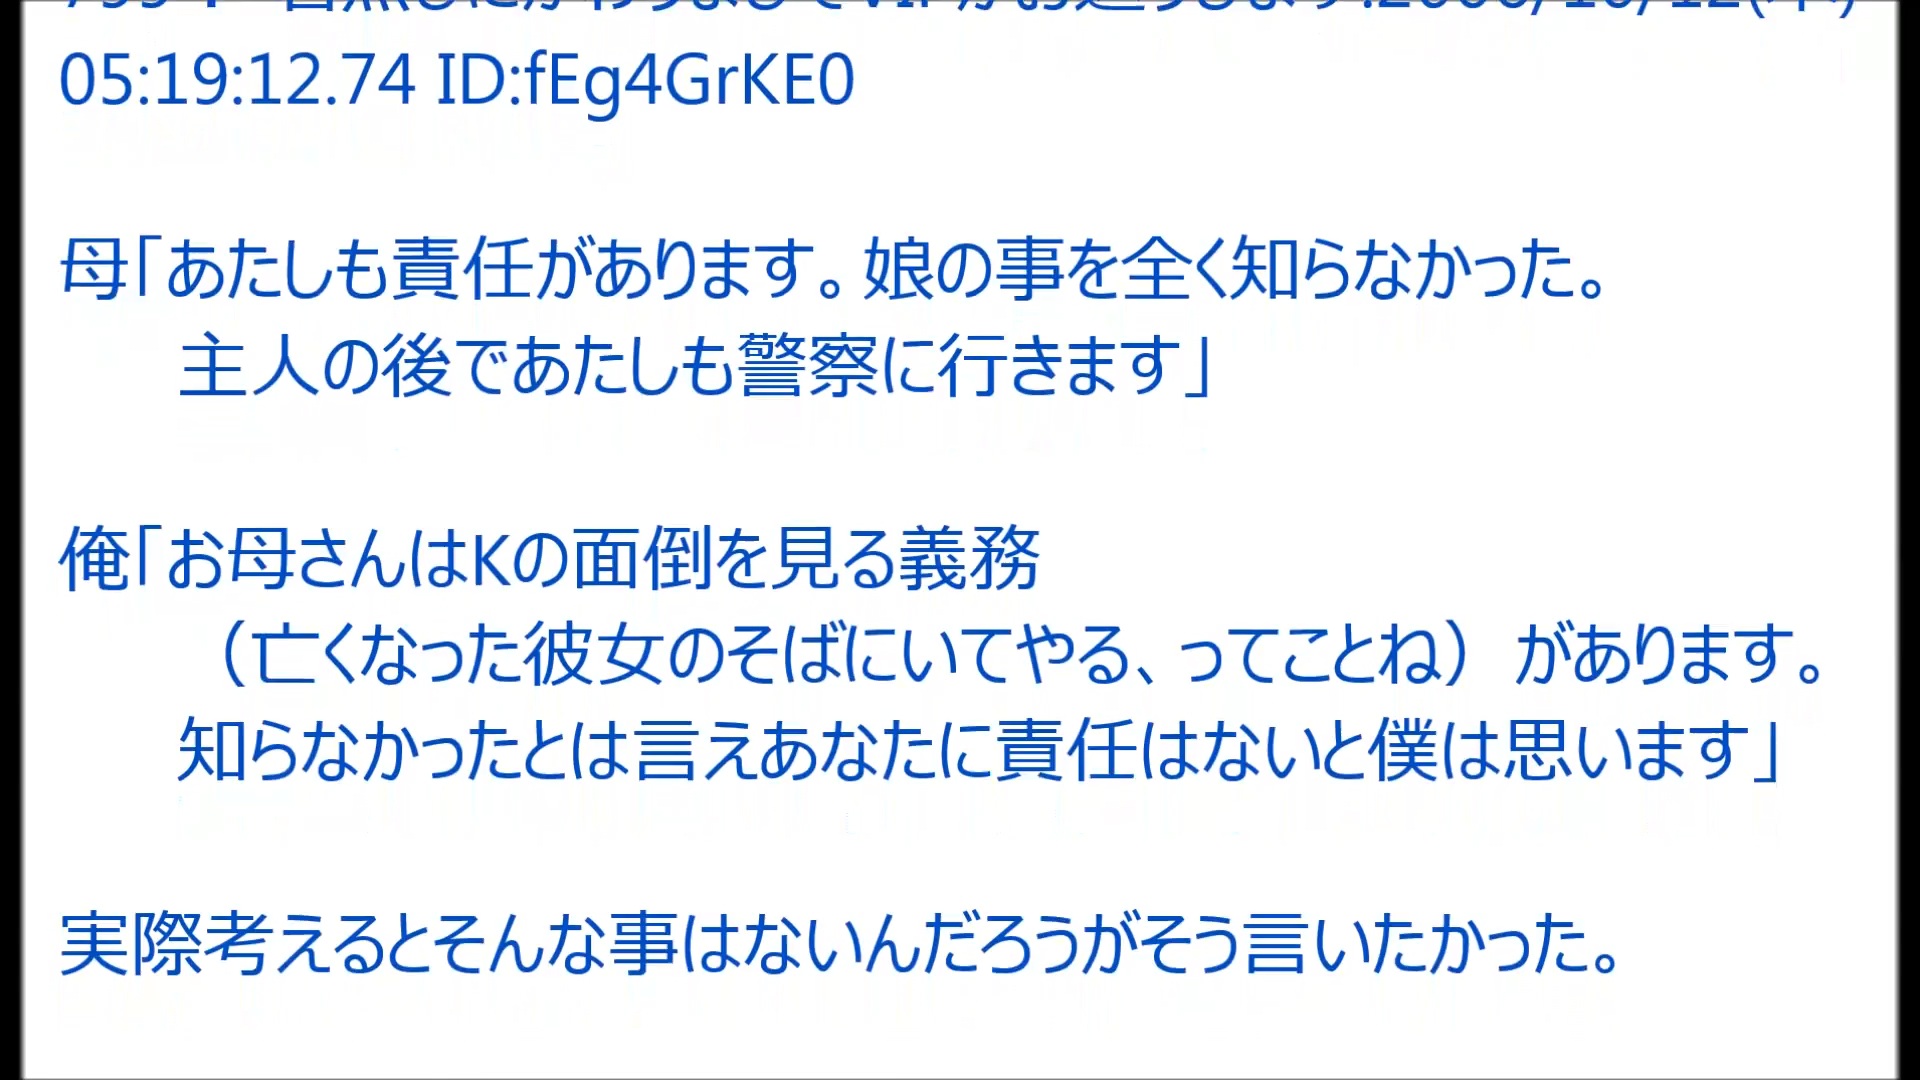 05:19:12.74 ID:fEg4GrKE0
母「あたしも責任があります。娘の事を全く知らなかった。
主人の後であたしも警察に行きます」
俺「お母さんはKの面倒を見る義務
（亡くなった彼女のそばにいてやる、ってことね） があります。
知らなかったとは言えあなたに責任はないと僕は思います」
実際考えるとそんな事はないんだろうがそう言いたかった。